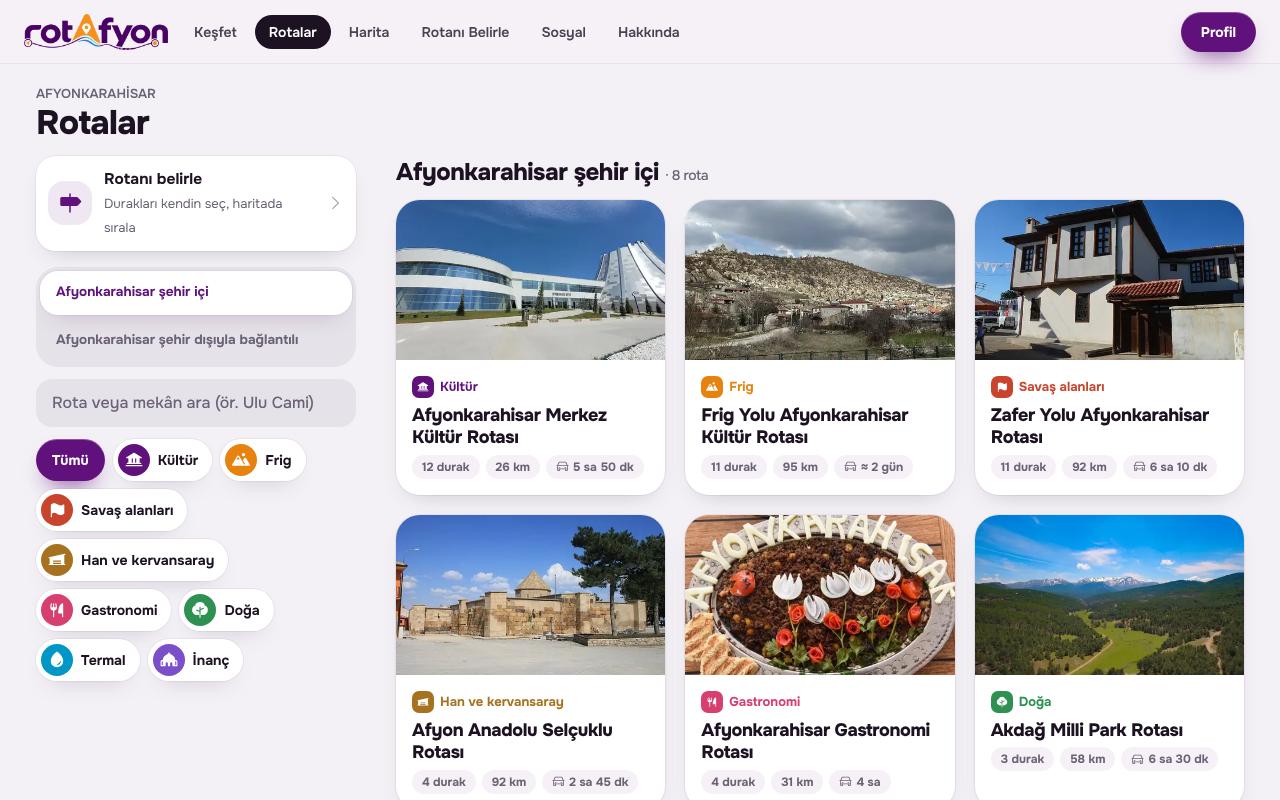 rotAfyon
Keşfet
Rotalar
Harita
Rotanı Belirle
Sosyal
Hakkında
Profil
AFYONKARAHİSAR
Rotalar
Rotanı belirle
Durakları kendin seç, haritada
sırala
Afyonkarahisar şehir içi
Afyonkarahisar şehir dışıyla bağlantılı
Rota veya mekân ara (ör. Ulu Cami)
Tümü
Kültür
Frig
Savaş alanları
Han ve kervansaray
Gastronomi
Doğa
Termal
İnanç
Afyonkarahisar şehir içi · 8 rota
Kültür
Afyonkarahisar Merkez
Kültür Rotası
12 durak
26 km
5 sa 50 dk
Frig
Frig Yolu Afyonkarahisar
Kültür Rotası
11 durak
95 km
≈ 2 gün
Savaş alanları
Zafer Yolu Afyonkarahisar
Rotası
11 durak
92 km
6 sa 10 dk
Han ve kervansaray
Afyon Anadolu Selçuklu
Rotası
4 durak
92 km
2 sa 45 dk
AFYONKARAHİSAR
Gastronomi
Afyonkarahisar Gastronomi
Rotası
4 durak
31 km
4 sa
Doğa
Akdağ Milli Park Rotası
3 durak
58 km
6 sa 30 dk